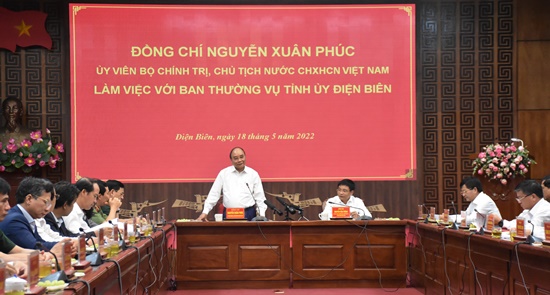 ĐỒNG CHÍ NGUYỄN XUÂN PHÚC
ỦY VIÊN BỘ CHÍNH TRỊ, CHỦ TỊCH NƯỚC CHXHCN VIỆT NAM
LÀM VIỆC VỚI BAN THƯỜNG VỤ TỈNH ỦY ĐIỆN BIÊN
Điện Biên, ngày 18 tháng 5 năm 2022